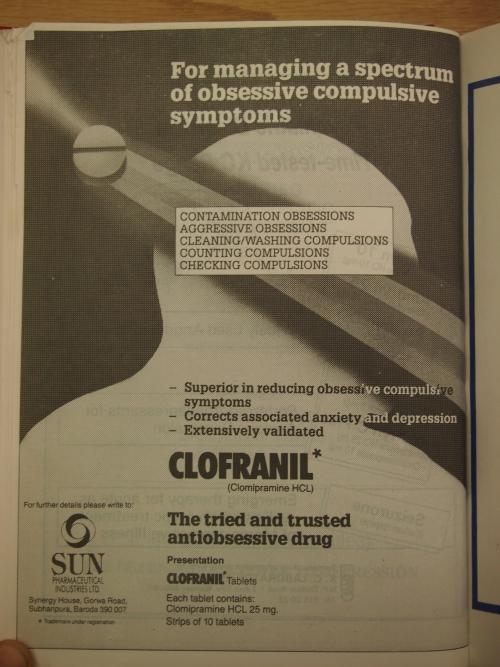 For managing a spectrum
of obsessive compulsive
symptoms
CONTAMINATION OBSESSIONS
AGGRESSIVE OBSESSIONS
CLEANING/WASHING COMPULSIONS
COUNTING COMPULSIONS
CHECKING COMPULSIONS
– Superior in reducing obsessive compulsive
symptoms
– Corrects associated anxiety and depression
– Extensively validated
CLOFRANIL*
(Clomipramine HCL)
The tried and trusted
antiobsessive drug
Presentation
CLOFRANIL* Tablets
Each tablet contains:
Clomipramine HCL 25 mg.
Strips of 10 tablets
For further details please write to:
SUN
PHARMACEUTICAL
INDUSTRIES LTD.
Synergy House, Gorwa Road,
Subhanpura, Baroda 390 007
* Trademark under registration